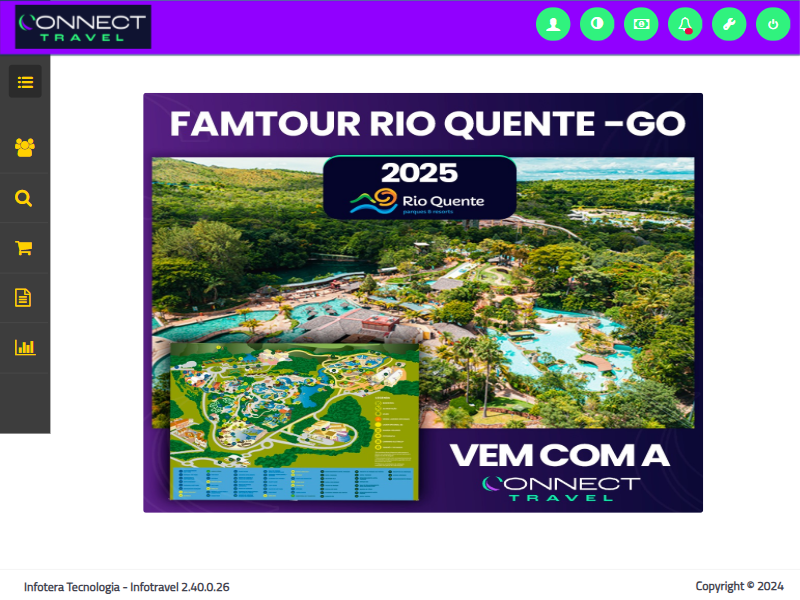 CONNECT
TRAVEL
FAMTOUR RIO QUENTE -GO
2025
Rio Quente
parques & resorts
VEM COM A
CONNECT
TRAVEL
Infotera Tecnologia - Infotravel 2.40.0.26
Copyright © 2024